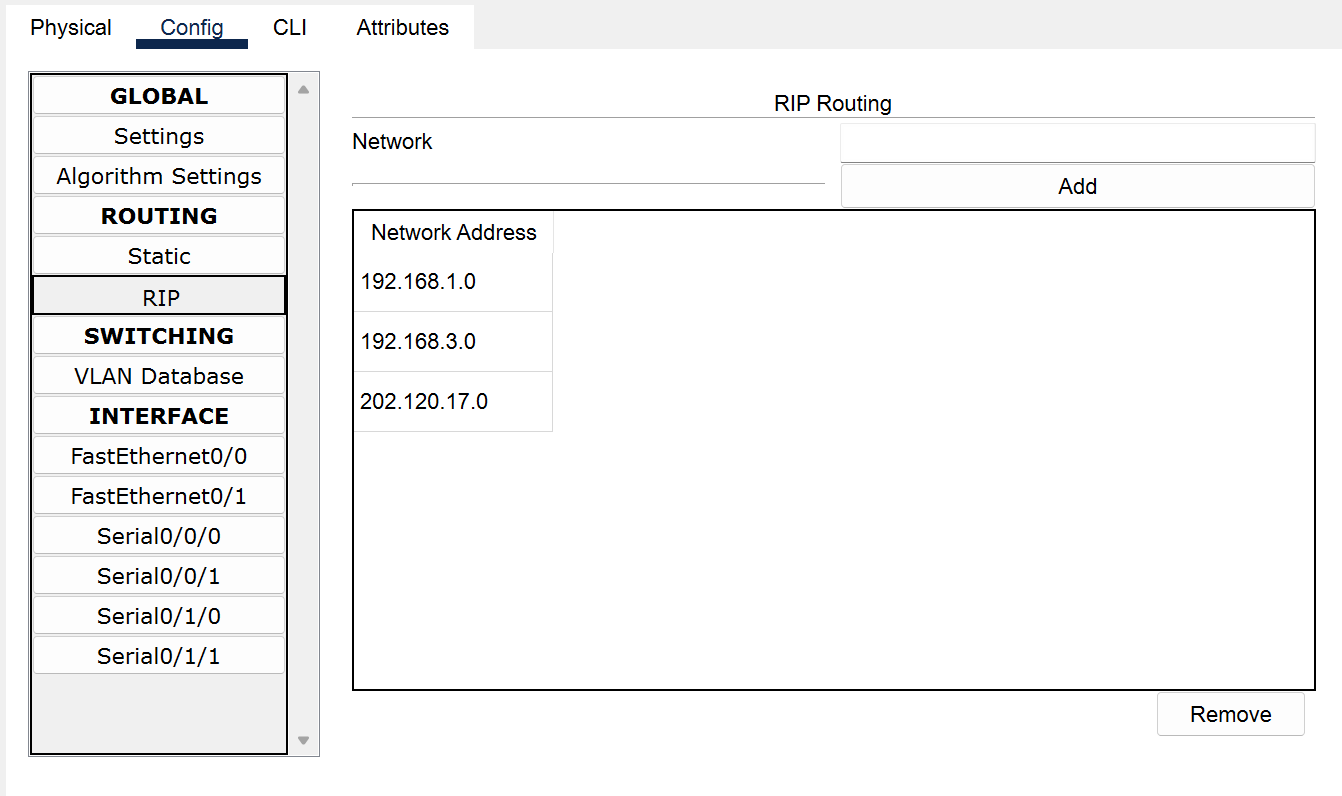 Physical Config CLI Attributes
GLOBAL
Settings
Algorithm Settings
ROUTING
Static
RIP
SWITCHING
VLAN Database
INTERFACE
FastEthernet0/0
FastEthernet0/1
Serial0/0/0
Serial0/0/1
Serial0/1/0
Serial0/1/1
RIP Routing
Network
Add
Network Address
192.168.1.0
192.168.3.0
202.120.17.0
Remove